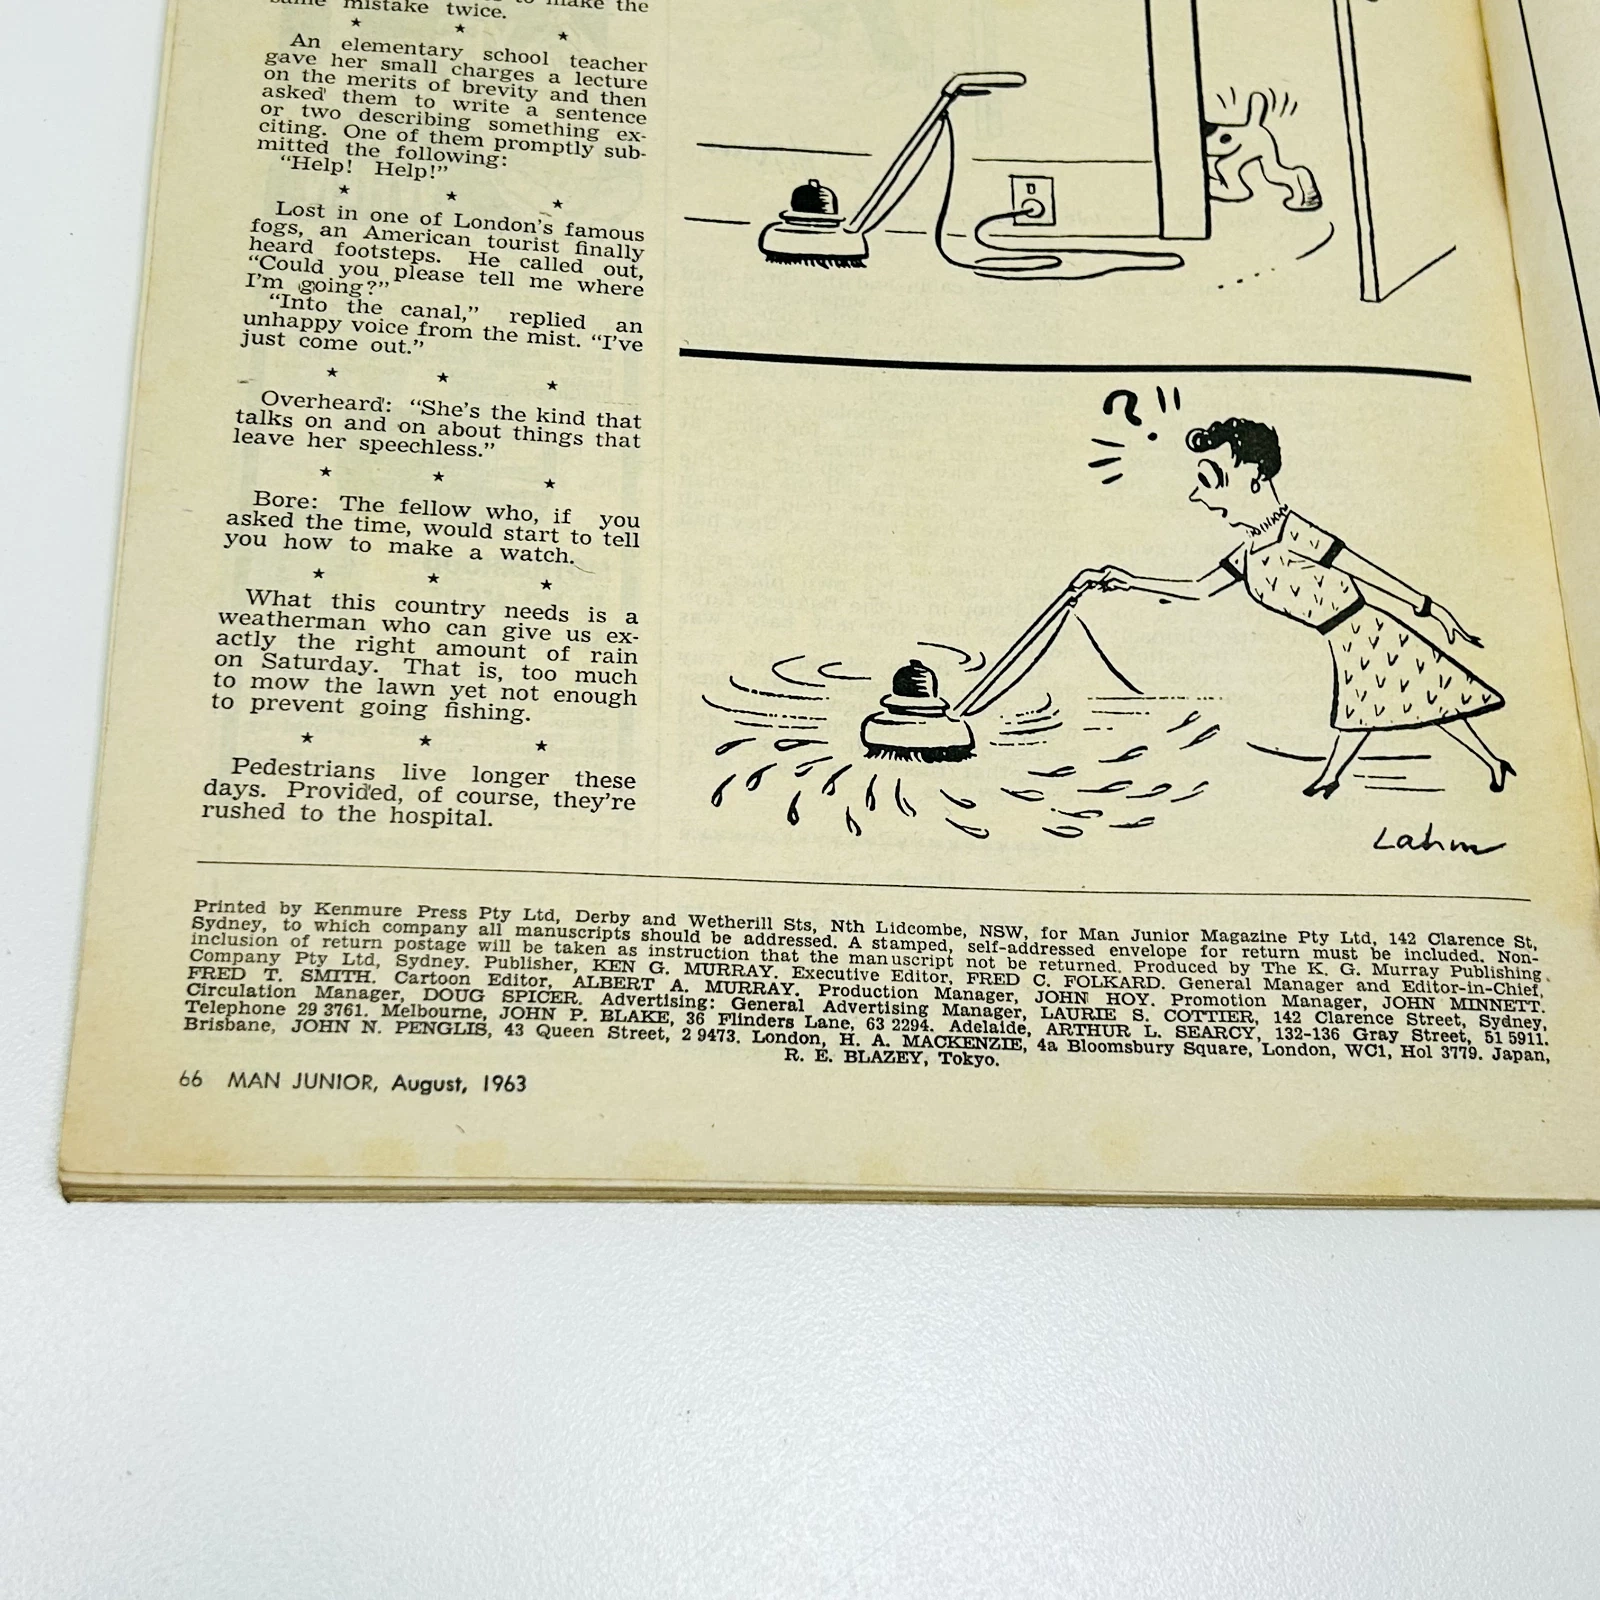 to make the
same mistake twice.
★ ★ ★
An elementary school teacher
gave her small charges a lecture
on the merits of brevity and then
asked them to write a sentence
or two describing something ex-
citing. One of them promptly sub-
mitted the following:
"Help! Help!"
★ ★ ★
Lost in one of London's famous
fogs, an American tourist finally
heard footsteps. He called out,
"Could you please tell me where
I'm going?"
"Into the canal," replied an
unhappy voice from the mist. "I've
just come out."
★ ★ ★
Overheard: "She's the kind that
talks on and on about things that
leave her speechless."
★ ★ ★
Bore: The fellow who, if you
asked the time, would start to tell
you how to make a watch.
★ ★ ★
What this country needs is a
weatherman who can give us ex-
actly the right amount of rain
on Saturday. That is, too much
to mow the lawn yet not enough
to prevent going fishing.
★ ★ ★
Pedestrians live longer these
days. Provided, of course, they're
rushed to the hospital.
?!!
Lahm
Printed by Kenmure Press Pty Ltd, Derby and Wetherill Sts, Nth Lidcombe, NSW, for Man Junior Magazine Pty Ltd, 142 Clarence St,
Sydney, to which company all manuscripts should be addressed. A stamped, self-addressed envelope for return must be included. Non-
inclusion of return postage will be taken as instruction that the manuscript not be returned. Produced by The K. G. Murray Publishing
Company Pty Ltd, Sydney. Publisher, KEN G. MURRAY. Executive Editor, FRED C. FOLKARD. General Manager and Editor-in-Chief,
FRED T. SMITH. Cartoon Editor, ALBERT A. MURRAY. Production Manager, JOHN HOY. Promotion Manager, JOHN MINNETT.
Circulation Manager, DOUG SPICER. Advertising: General Advertising Manager, LAURIE S. COTTIER, 142 Clarence Street, Sydney,
Telephone 29 3761. Melbourne, JOHN P. BLAKE, 36 Flinders Lane, 63 2294. Adelaide, ARTHUR L. SEARCY, 132-136 Gray Street, 51 5911.
Brisbane, JOHN N. PENGLIS, 43 Queen Street, 2 9473. London, H. A. MACKENZIE, 4a Bloomsbury Square, London, WC1, Hol 3779. Japan,
R. E. BLAZEY, Tokyo.
66 MAN JUNIOR, August, 1963